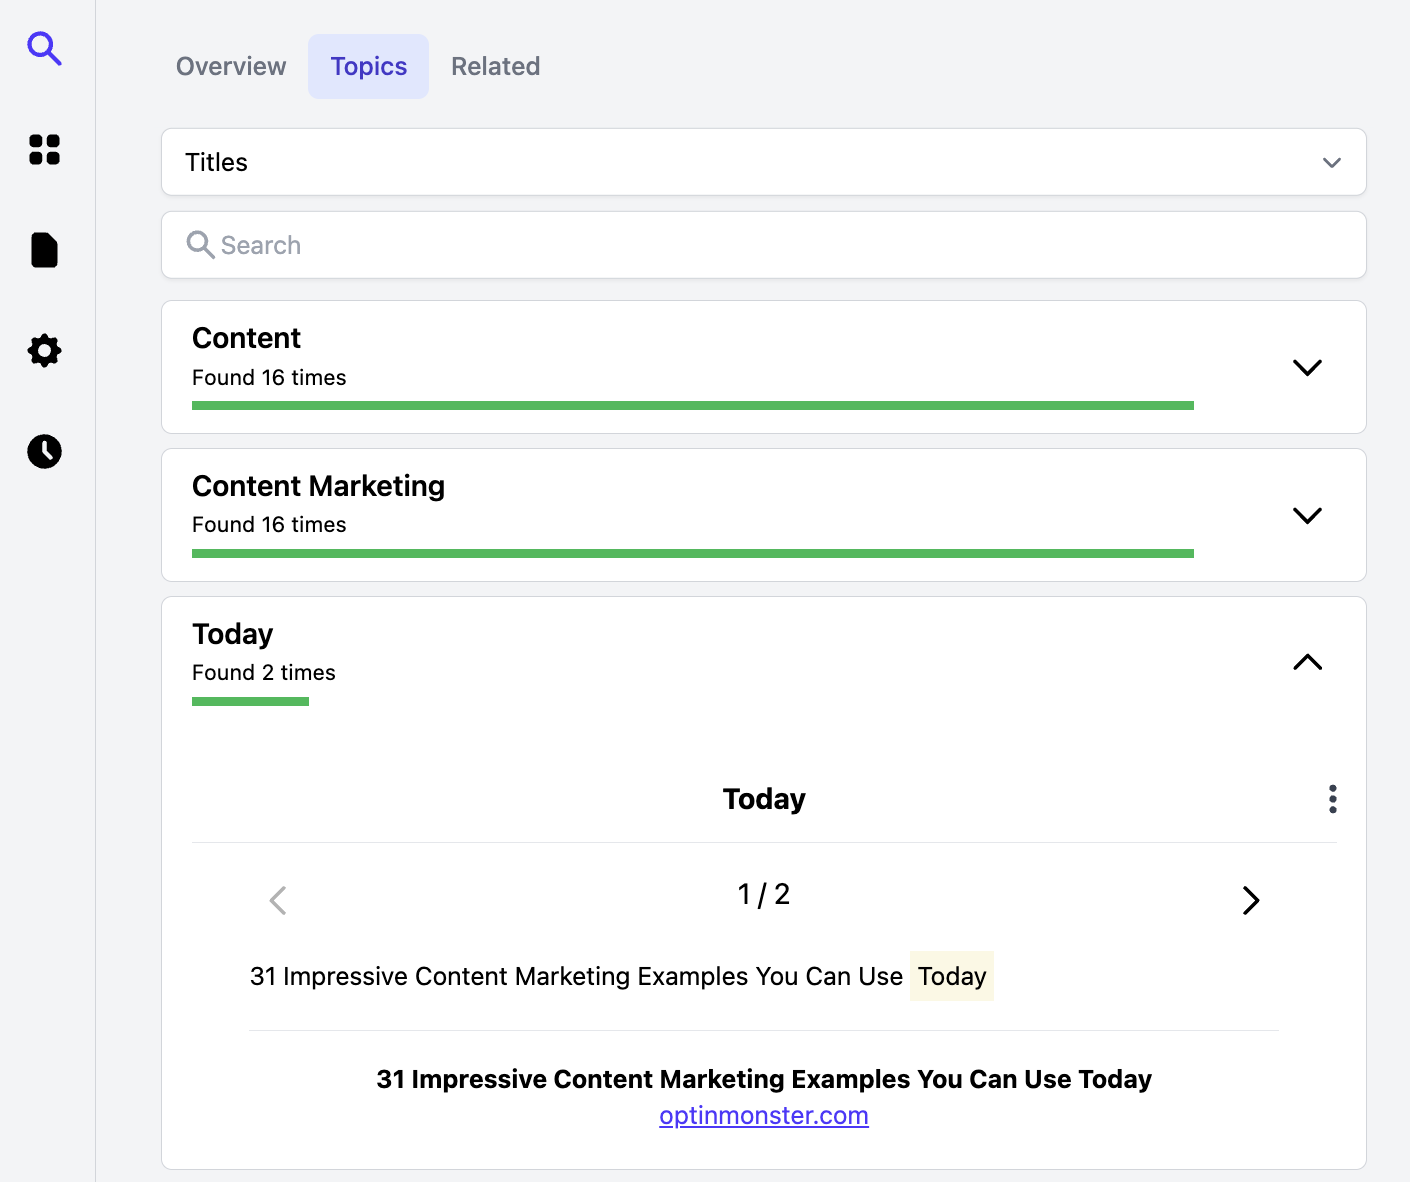 Overview Topics Related
Titles
Search
Content
Found 16 times
Content Marketing
Found 16 times
Today
Found 2 times
Today
1 / 2
31 Impressive Content Marketing Examples You Can Use Today
31 Impressive Content Marketing Examples You Can Use Today
optinmonster.com